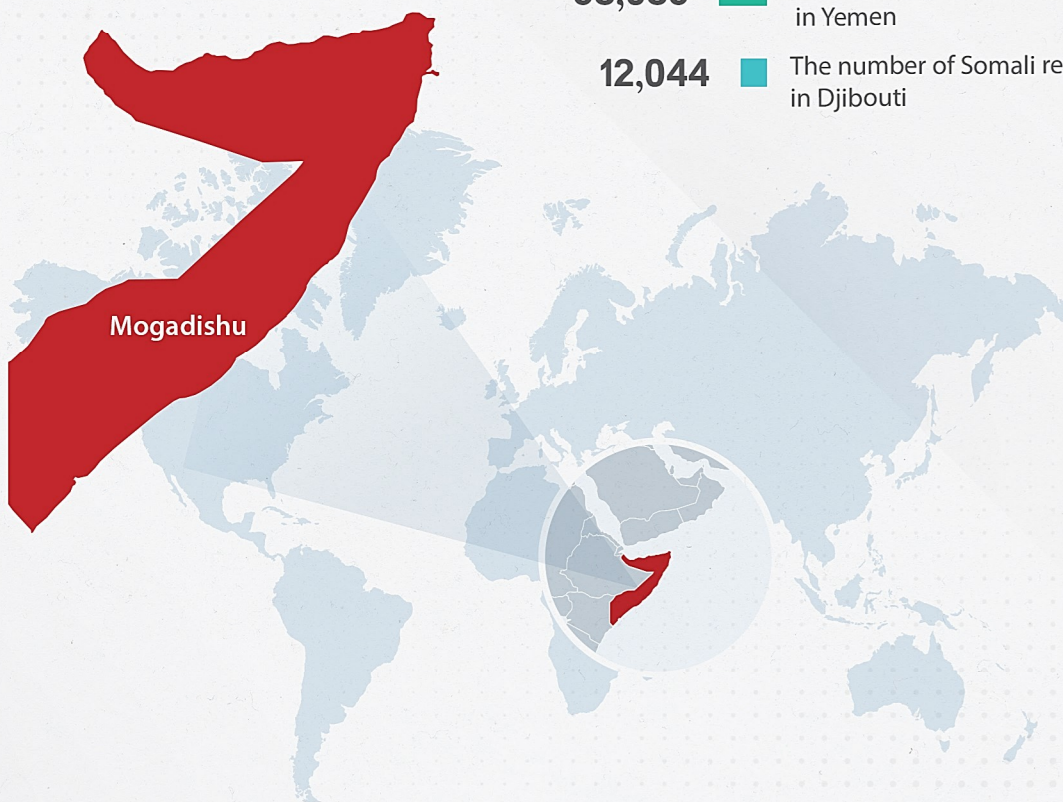 in Yemen
12,044 The number of Somali re
in Djibouti
Mogadishu